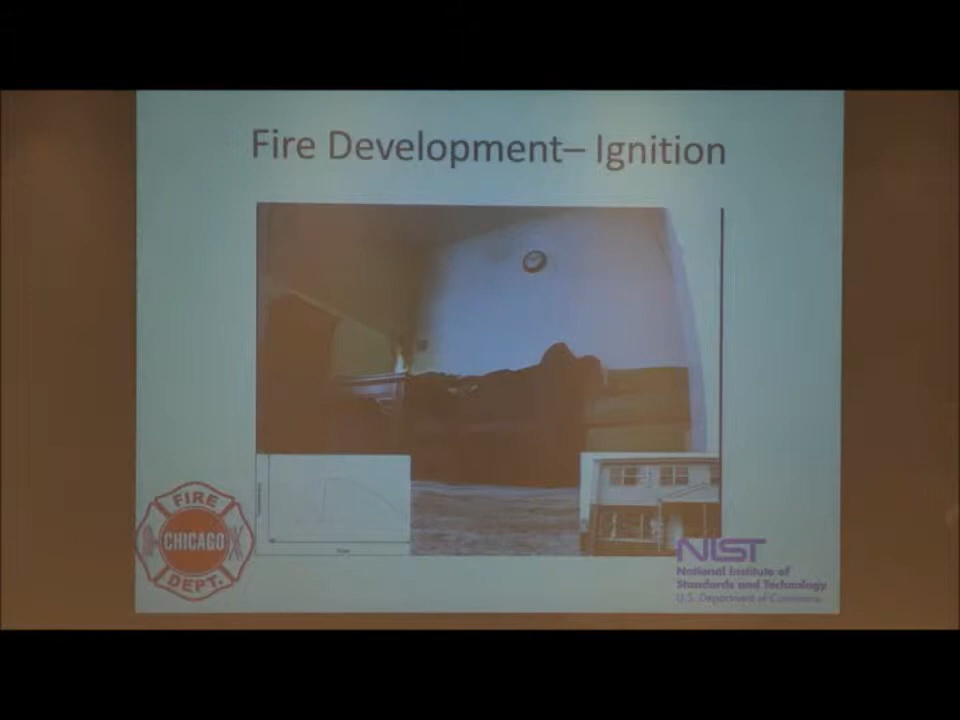 Fire Development– Ignition
FIRE
CHICAGO
DEPT.
NIST
National Institute of
Standards and Technology
U.S. Department of Commerce